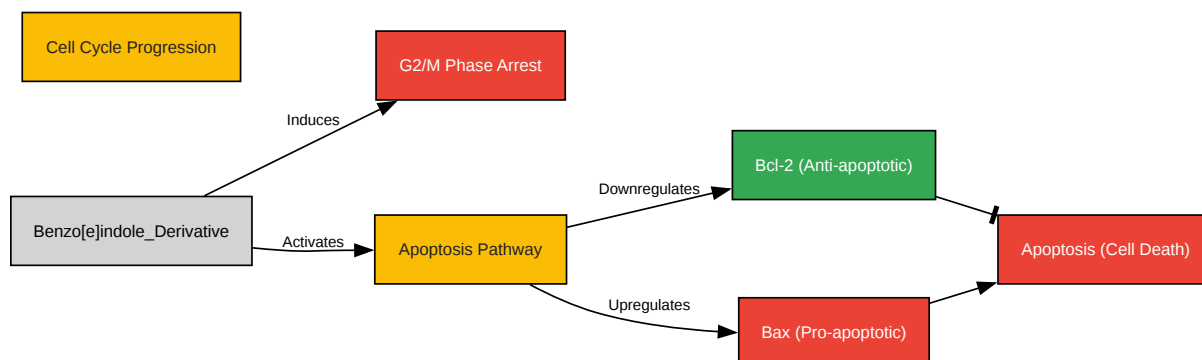 Cell Cycle Progression
G2/M Phase Arrest
Induces
Bcl-2 (Anti-apoptotic)
Downregulates
Benzo[e]indole_Derivative
Activates
Apoptosis Pathway
Apoptosis (Cell Death)
Upregulates
Bax (Pro-apoptotic)